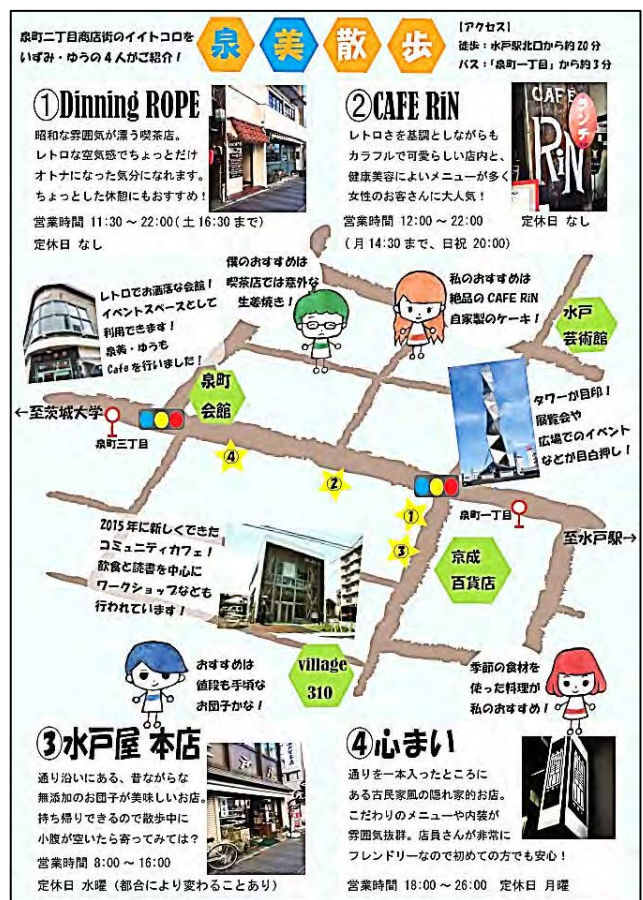 泉町二丁目商店街のイイトコロを
いずみ・ゆうの4人がご紹介！
泉美散歩
【アクセス】
徒歩：水戸駅北口から約20分
バス：「泉町一丁目」から約3分
①Dinning ROPE
昭和な雰囲気が漂う喫茶店。
レトロな空気感でちょっとだけ
オトナになった気分になれます。
ちょっとした休憩にもおすすめ！
営業時間 11:30～22:00(土16:30まで)
定休日 なし
②CAFE RiN
レトロさを基調としながらも
カラフルで可愛らしい店内と、
健康美容によいメニューが多く
女性のお客さんに大人気！
営業時間 12:00～22:00
定休日 なし
(月14:30まで、日祝 20:00)
CAFE
RiN
ランチ
レトロでお洒落な会館！
イベントスペースとして
利用できます！
泉美・ゆうも
Cafeを行いました！
僕のおすすめは
喫茶店では意外な
生姜焼き！
私のおすすめは
絶品のCAFE RiN
自家製のケーキ！
水戸
芸術館
泉町
会館
←至茨城大学
泉町三丁目
タワーが目印！
展覧会や
広場でのイベント
などが目白押し！
④
②
①
③
泉町一丁目
至水戸駅→
京成
百貨店
2015年に新しくできた
コミュニティカフェ！
飲食と読書を中心に
ワークショップなども
行われています！
village
310
おすすめは
値段も手頃な
お団子かな！
季節の食材を
使った料理が
私のおすすめ！
③水戸屋 本店
通り沿いにある、昔ながらな
無添加のお団子が美味しいお店。
持ち帰りできるので散歩中に
小腹が空いたら寄ってみては？
営業時間 8:00～16:00
定休日 水曜（都合により変わることあり）
④心まい
通りを一本入ったところに
ある古民家風の隠れ家的お店。
こだわりのメニューや内装が
雰囲気抜群。店員さんが非常に
フレンドリーなので初めての方でも安心！
営業時間 18:00～26:00 定休日 月曜